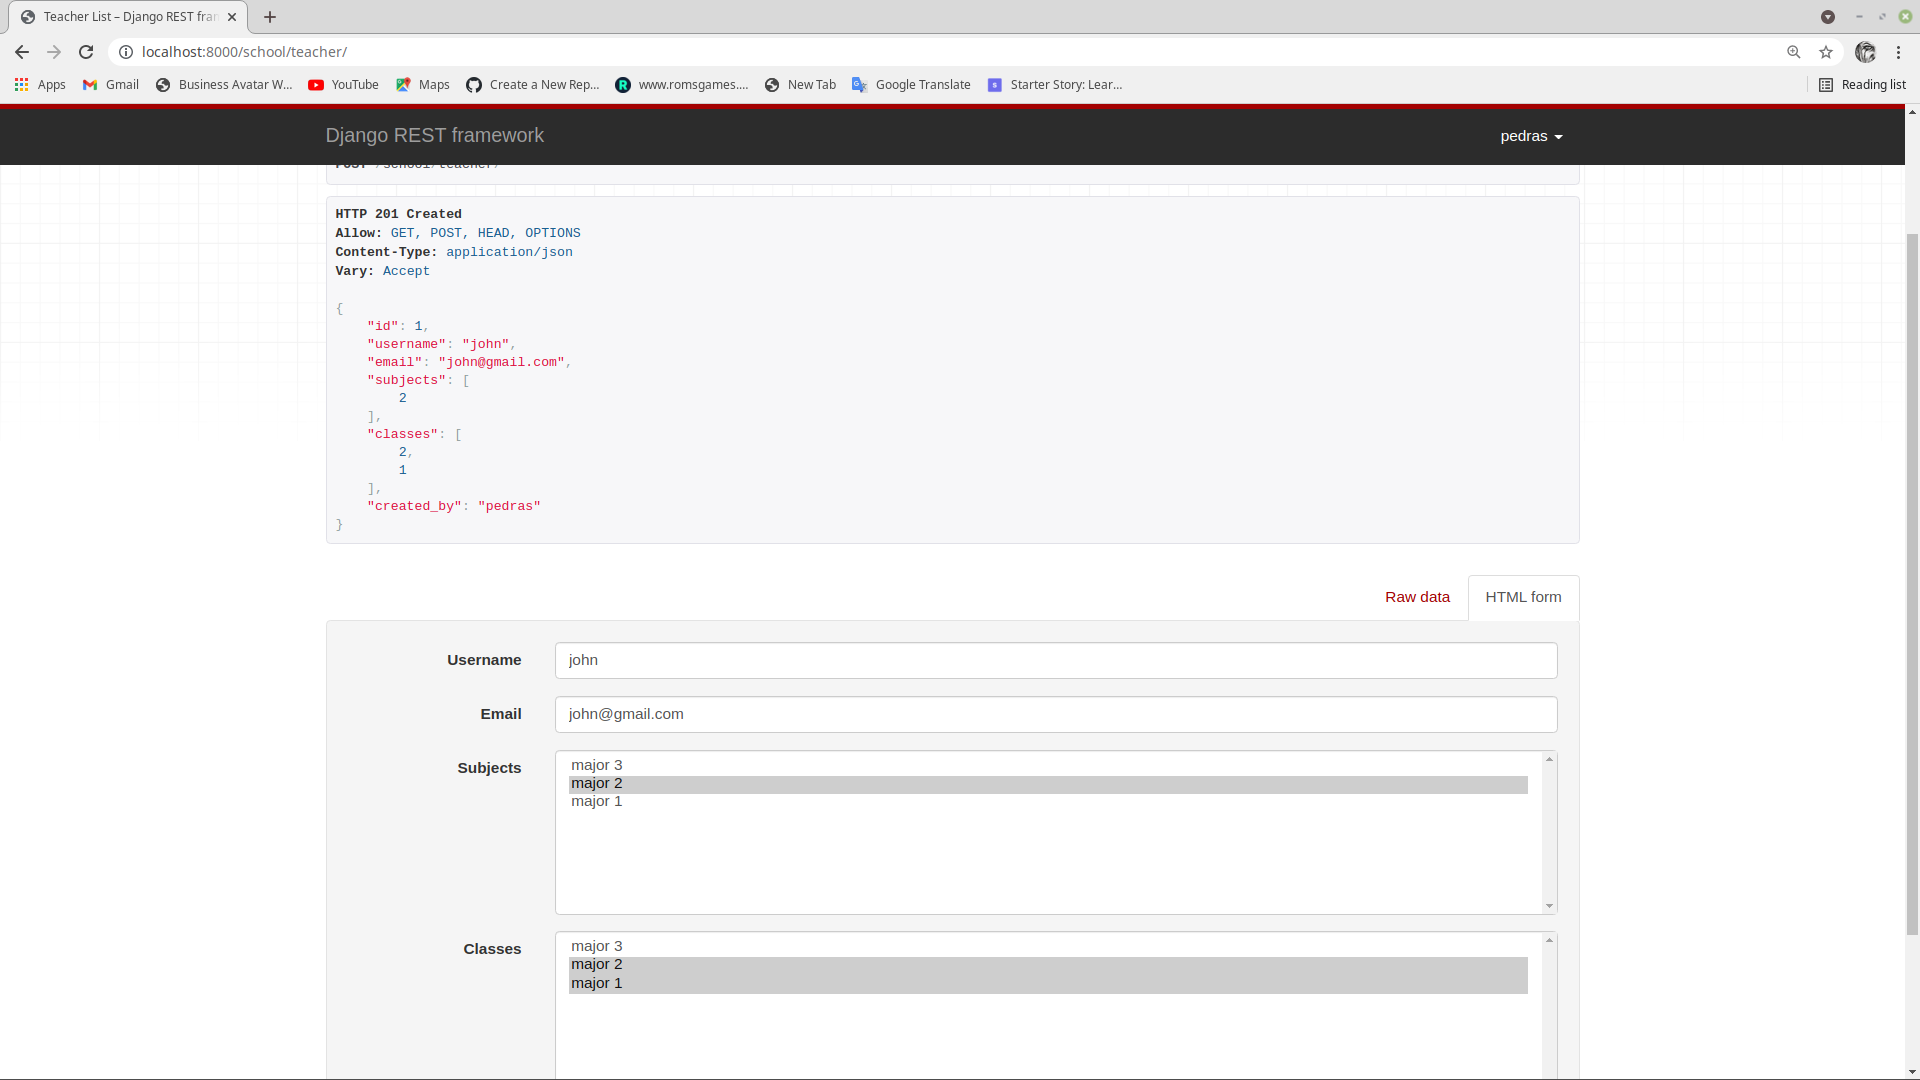 Teacher List – Django REST fran
localhost:8000/school/teacher/
Apps Gmail Business Avatar W... YouTube Maps Create a New Rep... www.romsgames.... New Tab Google Translate Starter Story: Lear... Reading list
Django REST framework pedras
POST /school/teacher/
HTTP 201 Created
Allow: GET, POST, HEAD, OPTIONS
Content-Type: application/json
Vary: Accept
{
"id": 1,
"username": "john",
"email": "john@gmail.com",
"subjects": [
2
],
"classes": [
2,
1
],
"created_by": "pedras"
}
Raw data HTML form
Username john
Email john@gmail.com
Subjects
major 3
major 2
major 1
Classes
major 3
major 2
major 1